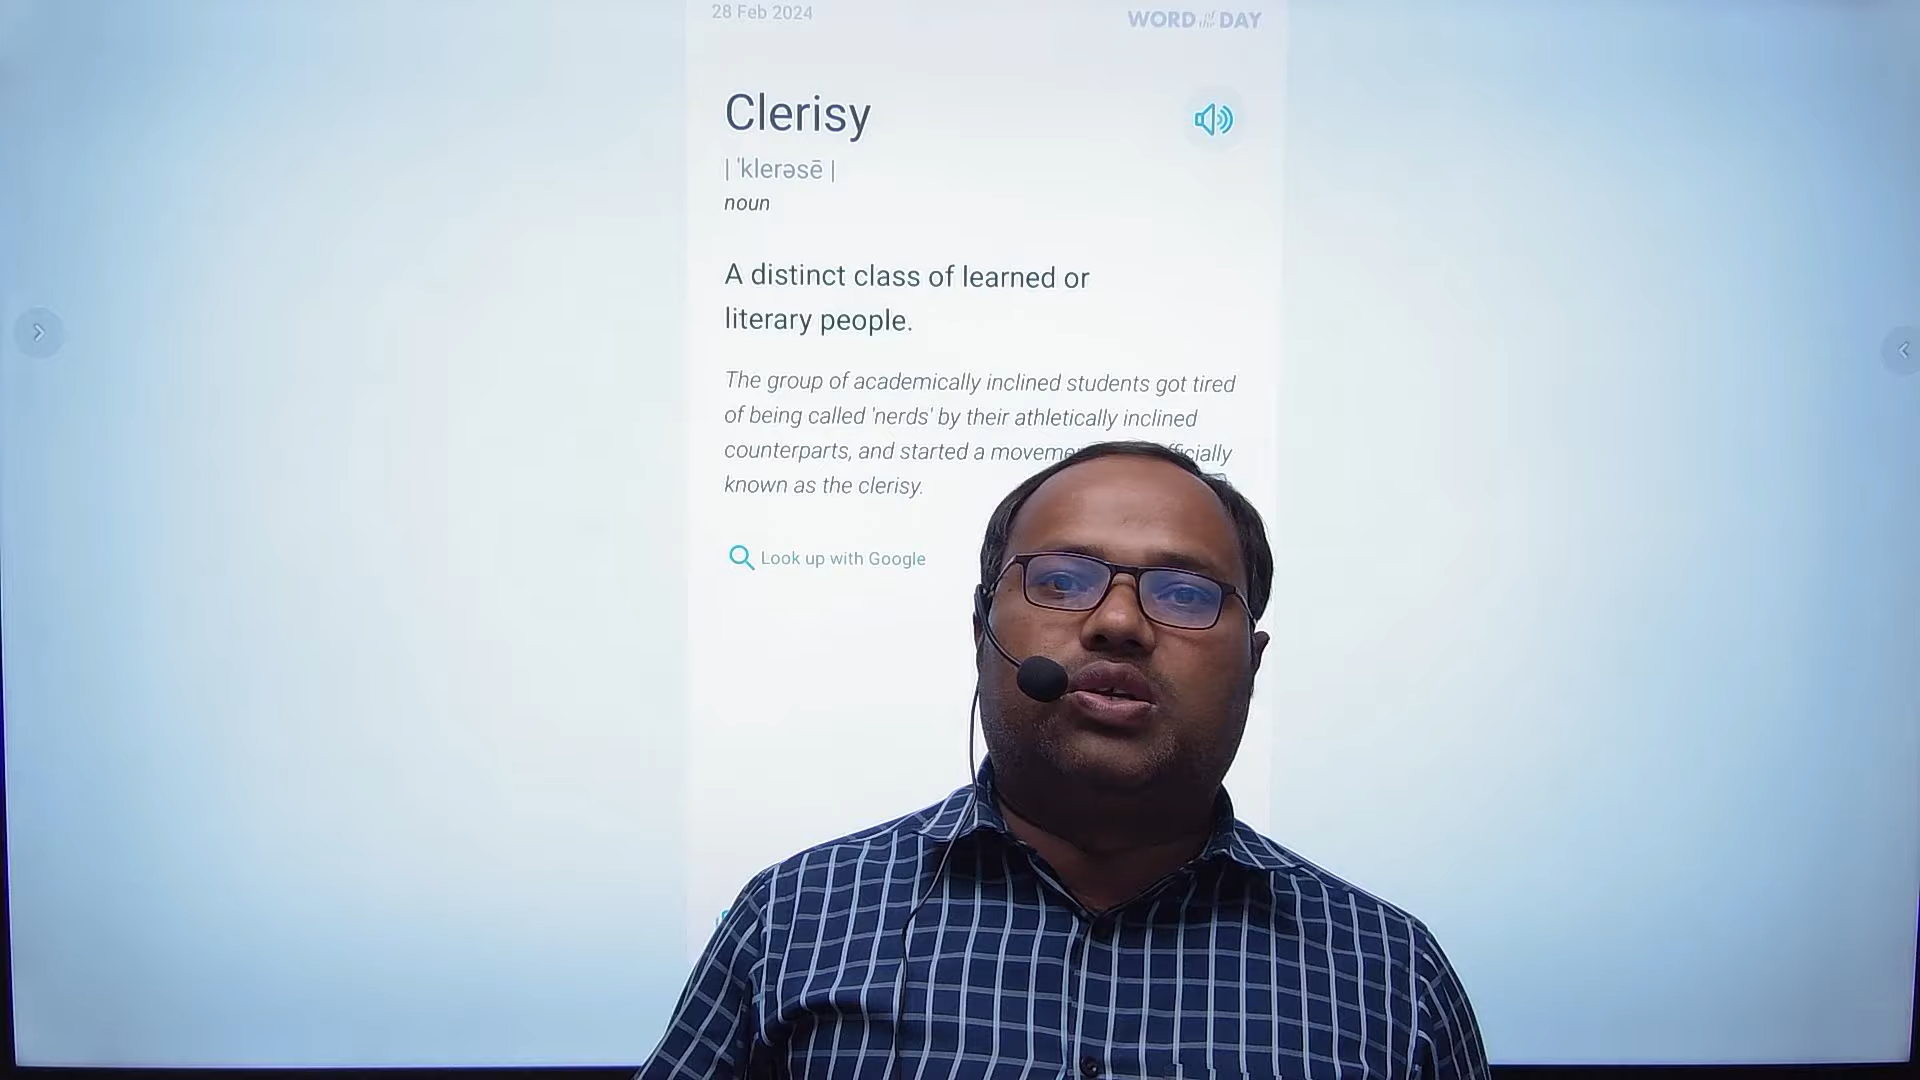 28 Feb 2024
WORD of the DAY
Clerisy
| ˈklerəsē |
noun
A distinct class of learned or
literary people.
The group of academically inclined students got tired
of being called 'nerds' by their athletically inclined
counterparts, and started a
known as the clerisy.
Look up with Google